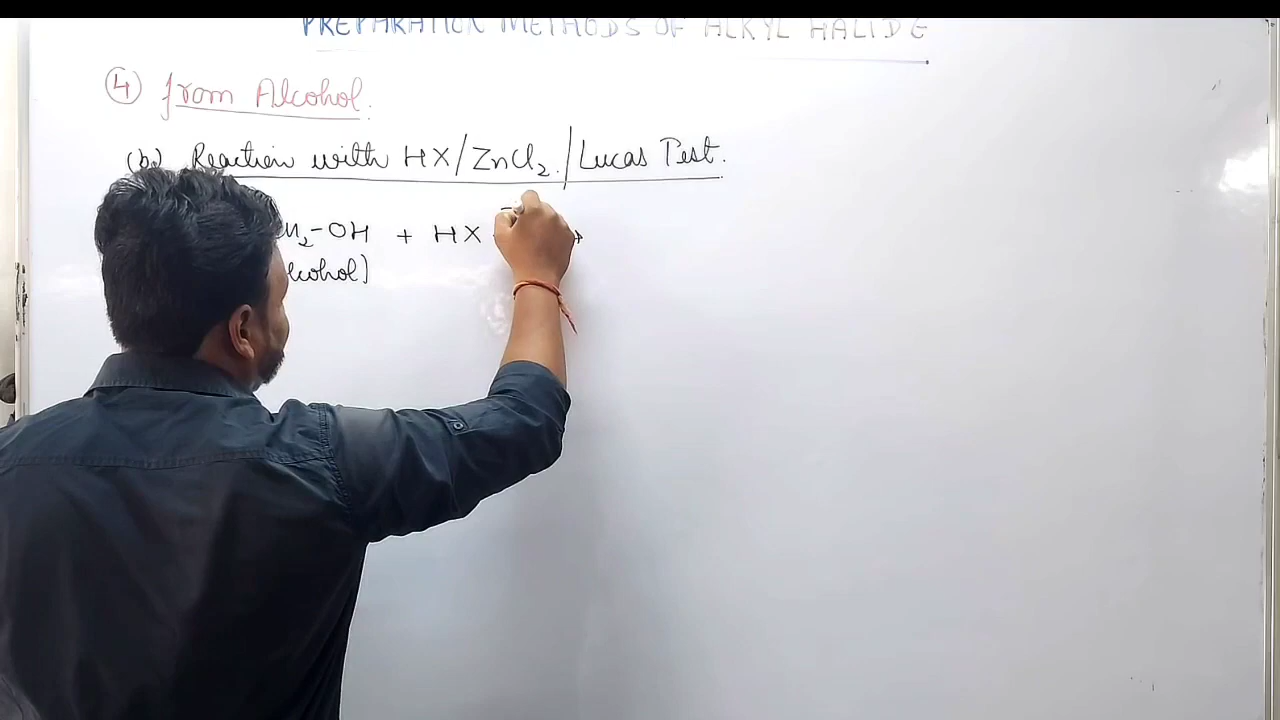 PREPARATION METHODS OF ALKYL HALIDE
4 from Alcohol.
(b) Reaction with HX/ZnCl2./Lucas Test.
-OH + HX